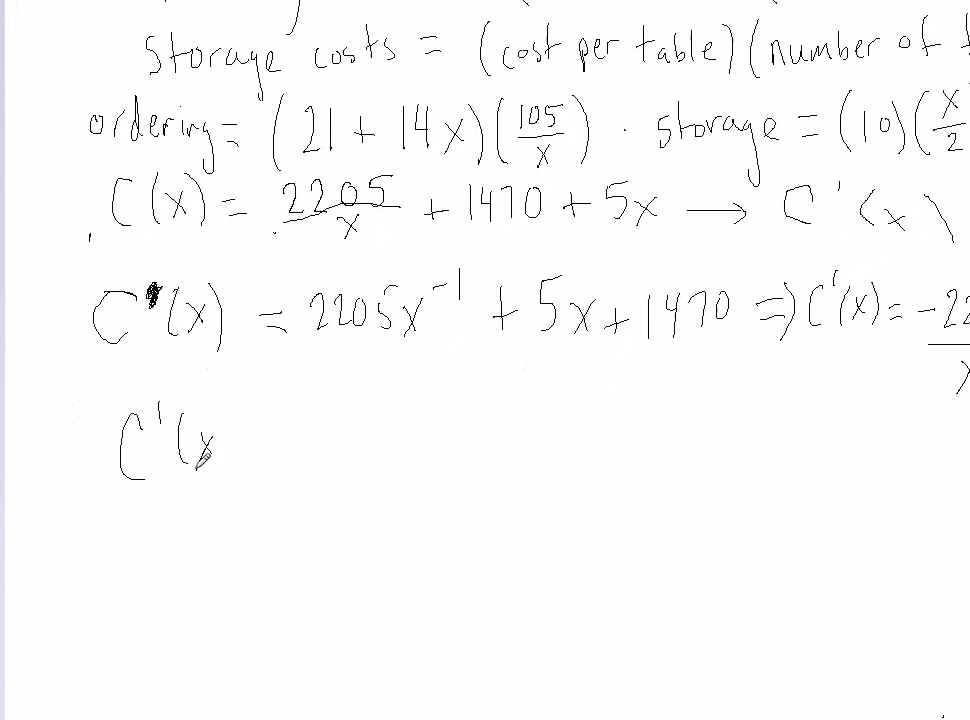 Storage costs = (cost per table)(number of
ordering = (21 + 14x)(105/x) . storage = (10)(x/2
C(x) = 2205/x + 1470 + 5x → C'(x)
C(x) = 2205x^-1 + 5x + 1470 => C'(x) = -22
C'(x